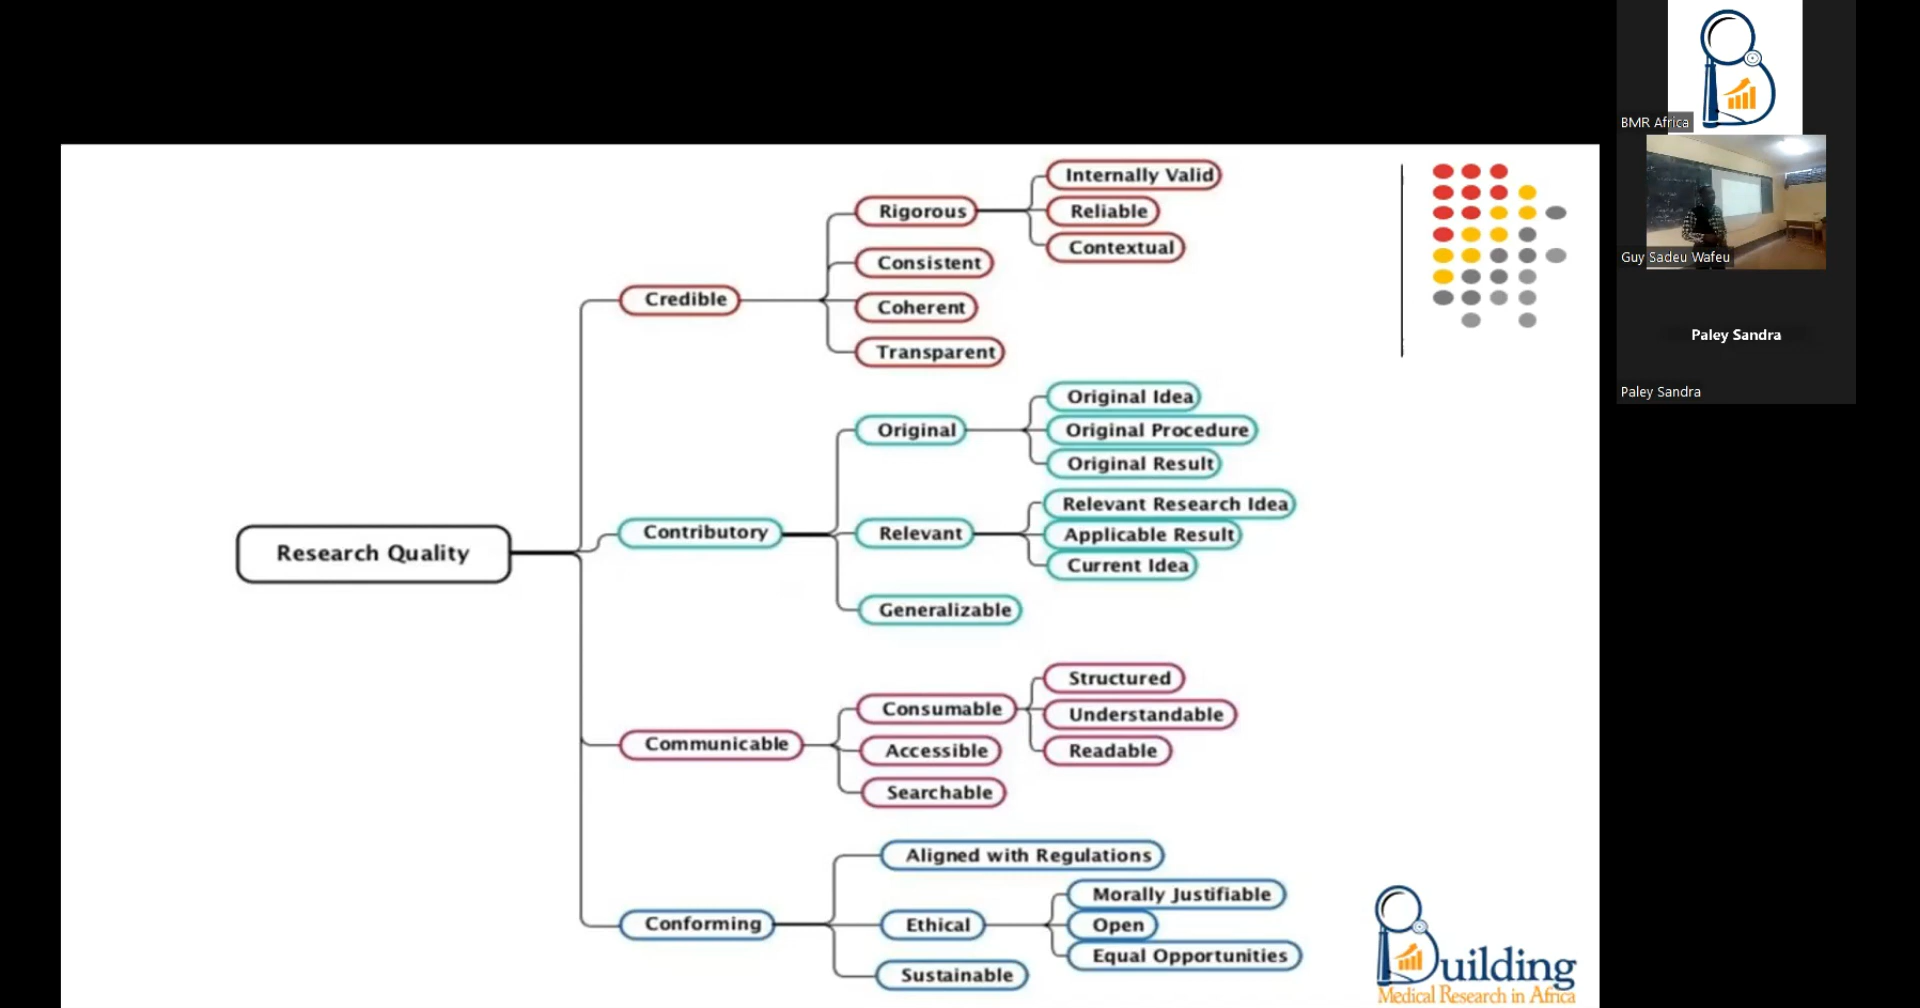 Research Quality
Credible
Rigorous
Internally Valid
Reliable
Contextual
Consistent
Coherent
Transparent
Contributory
Original
Original Idea
Original Procedure
Original Result
Relevant
Relevant Research Idea
Applicable Result
Current Idea
Generalizable
Communicable
Consumable
Structured
Understandable
Readable
Accessible
Searchable
Conforming
Aligned with Regulations
Ethical
Morally Justifiable
Open
Equal Opportunities
Sustainable
Building
Medical Research in Africa
BMR Africa
Guy Sadeu Wafeu
Paley Sandra
Paley Sandra